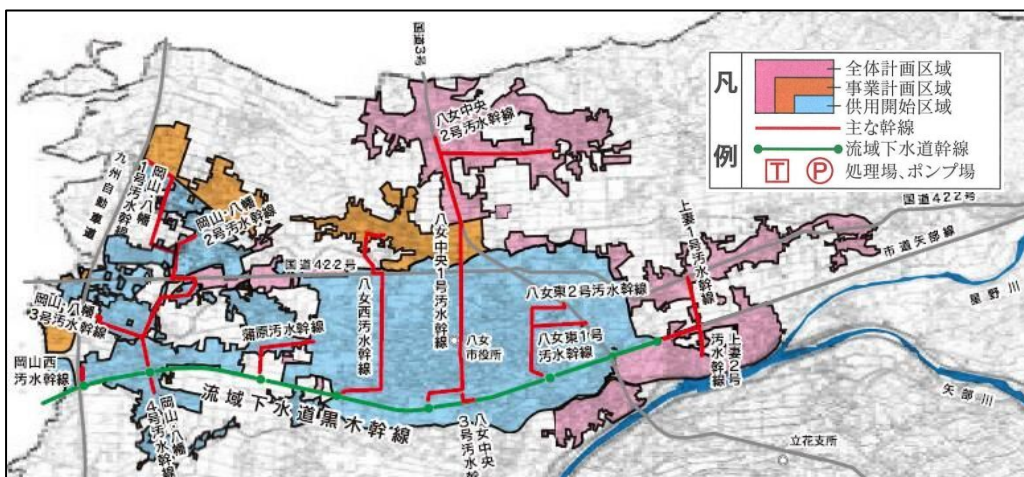 凡例
全体計画区域
事業計画区域
供用開始区域
主な幹線
流域下水道幹線
T P 処理場、ポンプ場
国道3号
八女中央
2号汚水幹線
九州自動車道
岡山・八幡
1号汚水幹線
岡山・八幡
2号汚水幹線
国道422号
市道矢部線
上妻1号汚水幹線
国道422号
八女中央1号汚水幹線
八女西汚水幹線
八女東2号汚水幹線
星野川
岡山・八幡
3号汚水幹線
蒲原汚水幹線
八女
市役所
八女東1号
汚水幹線
上妻2号
汚水幹線
岡山西
汚水幹線
流域下水道黒木幹線
矢部川
岡山・八幡
4号汚水幹線
八女中央
3号汚水幹
立花支所